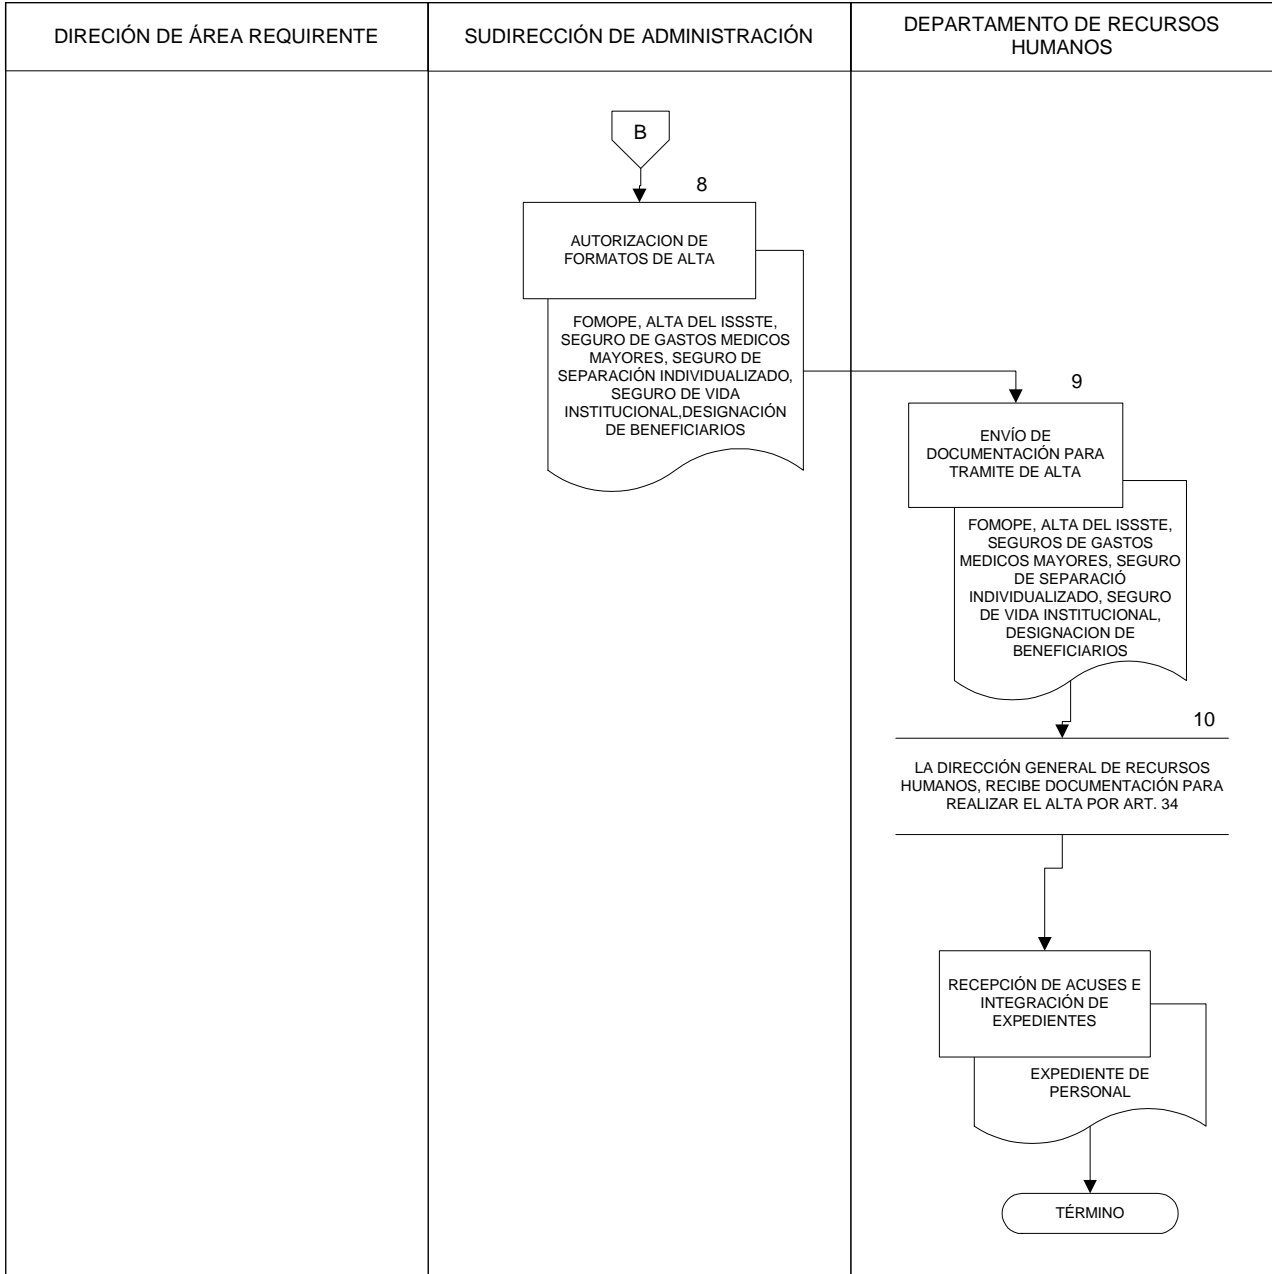 DIRECIÓN DE ÁREA REQUIRENTE
SUDIRECCIÓN DE ADMINISTRACIÓN
DEPARTAMENTO DE RECURSOS
HUMANOS
B
8
AUTORIZACION DE
FORMATOS DE ALTA
FOMOPE, ALTA DEL ISSSTE,
SEGURO DE GASTOS MEDICOS
MAYORES, SEGURO DE
SEPARACIÓN INDIVIDUALIZADO,
SEGURO DE VIDA
INSTITUCIONAL,DESIGNACIÓN
DE BENEFICIARIOS
9
ENVÍO DE
DOCUMENTACIÓN PARA
TRAMITE DE ALTA
FOMOPE, ALTA DEL ISSSTE,
SEGUROS DE GASTOS
MEDICOS MAYORES, SEGURO
DE SEPARACIÓ
INDIVIDUALIZADO, SEGURO
DE VIDA INSTITUCIONAL,
DESIGNACION DE
BENEFICIARIOS
10
LA DIRECCIÓN GENERAL DE RECURSOS
HUMANOS, RECIBE DOCUMENTACIÓN PARA
REALIZAR EL ALTA POR ART. 34
RECEPCIÓN DE ACUSES E
INTEGRACIÓN DE
EXPEDIENTES
EXPEDIENTE DE
PERSONAL
TÉRMINO